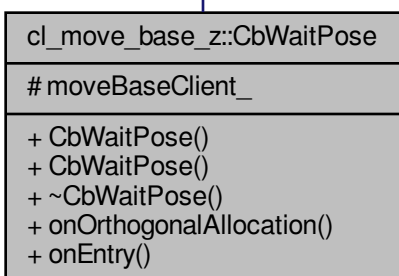 cl_move_base_z::CbWaitPose
# moveBaseClient_
+ CbWaitPose()
+ CbWaitPose()
+ ~CbWaitPose()
+ onOrthogonalAllocation()
+ onEntry()